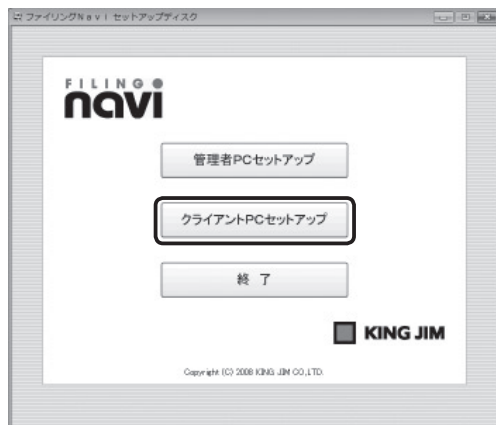 ファイリングNavi セットアップディスク
FILING
navi
管理者PCセットアップ
クライアントPCセットアップ
終 了
KING JIM
Copyright (C) 2008 KING JIM CO.,LTD.